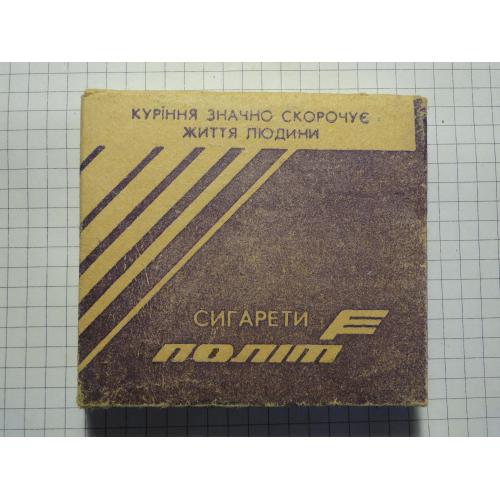 КУРІННЯ ЗНАЧНО СКОРОЧУЄ
ЖИТТЯ ЛЮДИНИ
СИГАРЕТИ F
політ